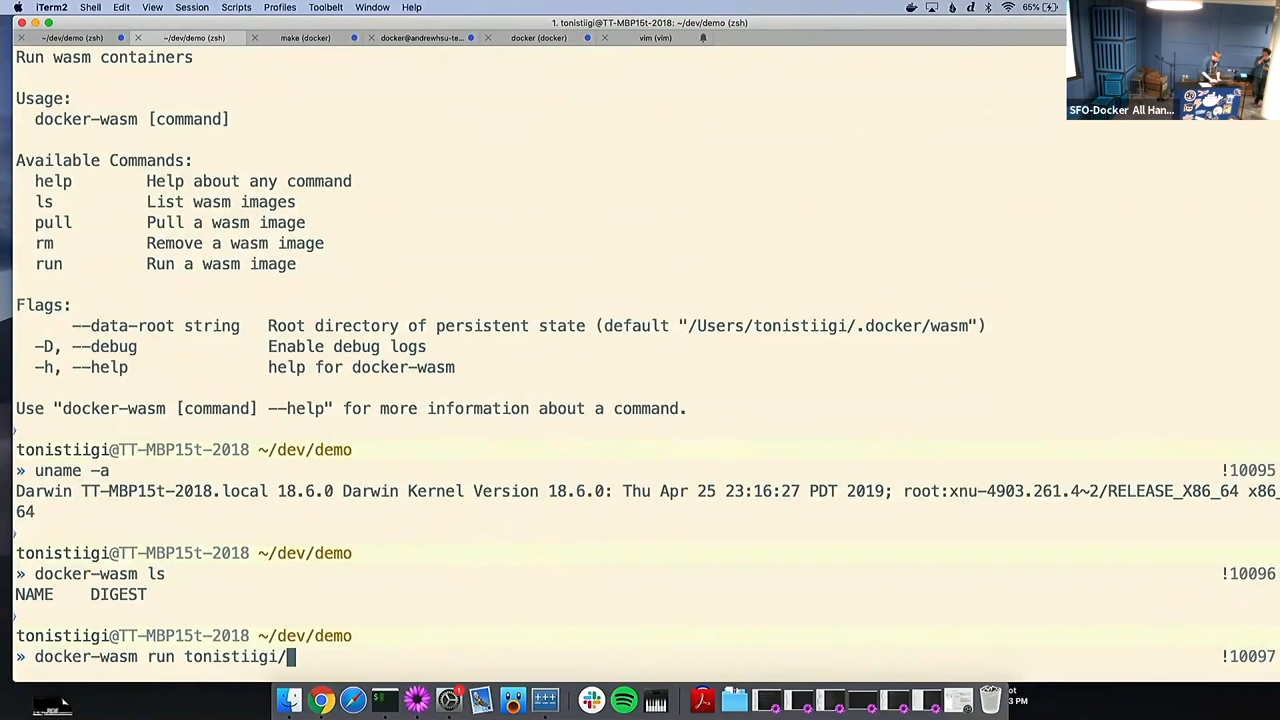 iTerm2 Shell Edit View Session Scripts Profiles Toolbelt Window Help 65%
1. tonistiigi@TT-MBP15t-2018: ~/dev/demo (zsh)
~/dev/demo (zsh) ~/dev/demo (zsh) make (docker) docker@andrewhsu-te... docker (docker) vim (vim)
Run wasm containers
Usage:
docker-wasm [command]
Available Commands:
help Help about any command
ls List wasm images
pull Pull a wasm image
rm Remove a wasm image
run Run a wasm image
Flags:
--data-root string Root directory of persistent state (default "/Users/tonistiigi/.docker/wasm")
-D, --debug Enable debug logs
-h, --help help for docker-wasm
Use "docker-wasm [command] --help" for more information about a command.
tonistiigi@TT-MBP15t-2018 ~/dev/demo
» uname -a !10095
Darwin TT-MBP15t-2018.local 18.6.0 Darwin Kernel Version 18.6.0: Thu Apr 25 23:16:27 PDT 2019; root:xnu-4903.261.4~2/RELEASE_X86_64 x86_
64
tonistiigi@TT-MBP15t-2018 ~/dev/demo
» docker-wasm ls !10096
NAME DIGEST
tonistiigi@TT-MBP15t-2018 ~/dev/demo
» docker-wasm run tonistiigi/ !10097
SFO-Docker All Han...
ot
3 PM